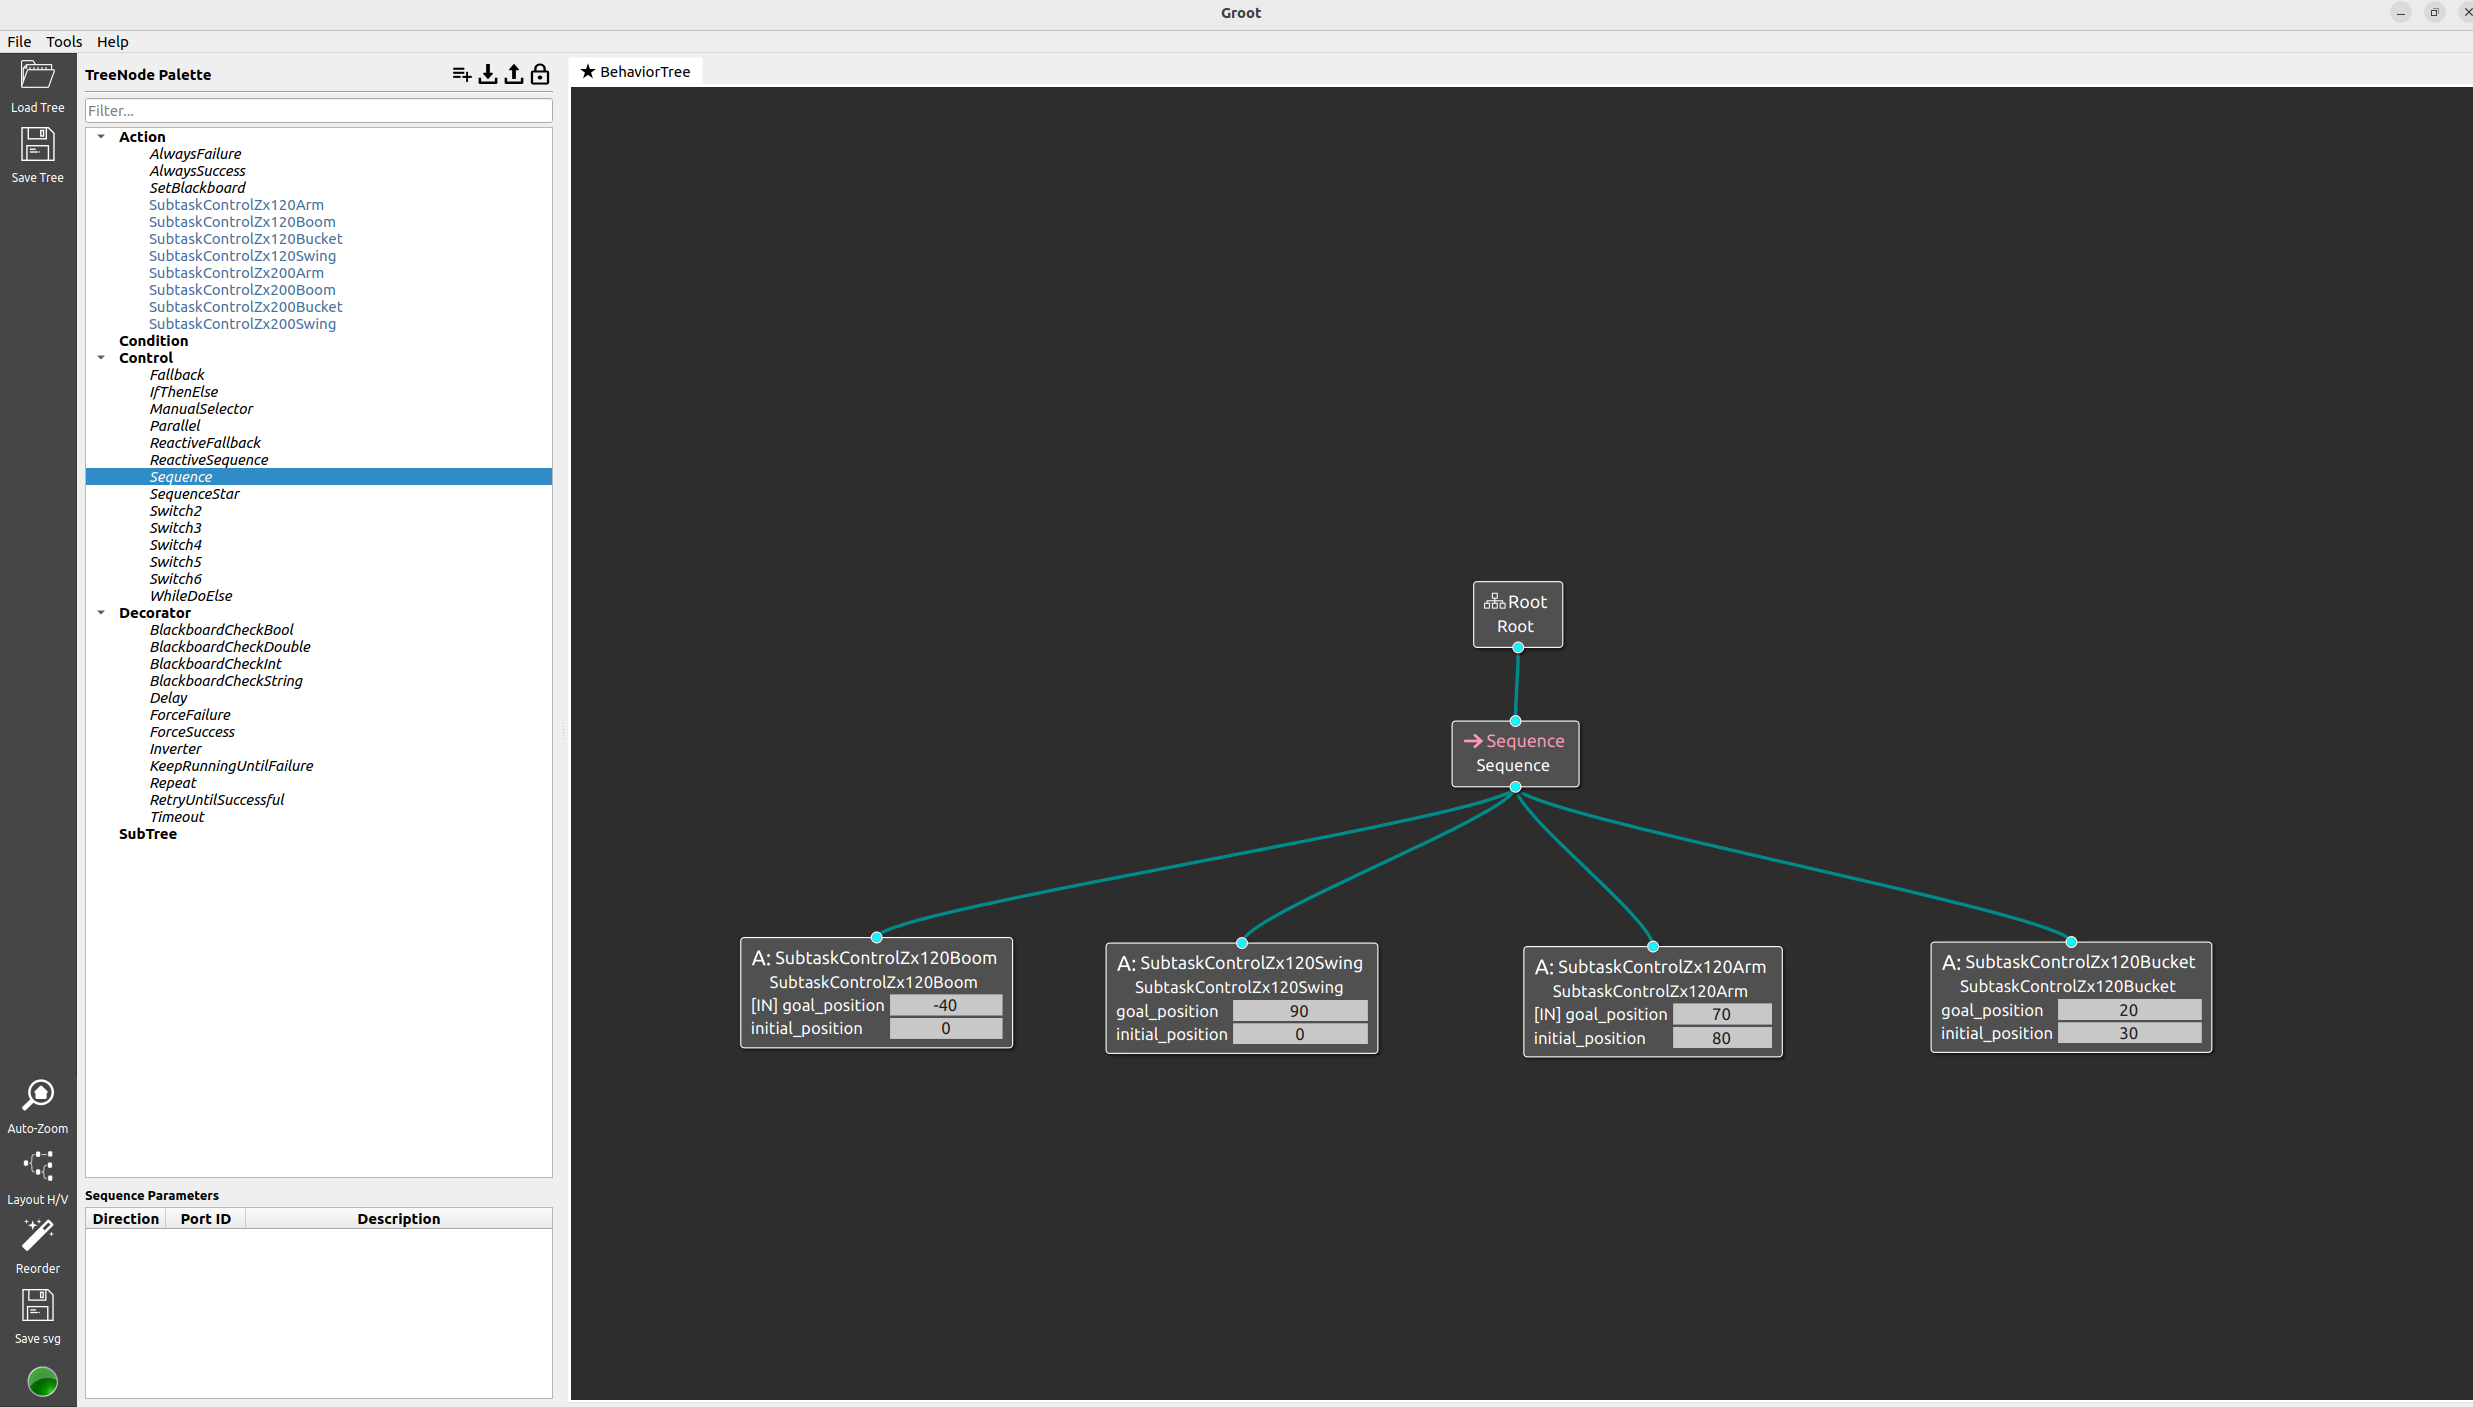 Groot
File Tools Help
Load Tree
Save Tree
Auto-Zoom
Layout H/V
Reorder
Save svg
TreeNode Palette
Filter...
Action
AlwaysFailure
AlwaysSuccess
SetBlackboard
SubtaskControlZx120Arm
SubtaskControlZx120Boom
SubtaskControlZx120Bucket
SubtaskControlZx120Swing
SubtaskControlZx200Arm
SubtaskControlZx200Boom
SubtaskControlZx200Bucket
SubtaskControlZx200Swing
Condition
Control
Fallback
IfThenElse
ManualSelector
Parallel
ReactiveFallback
ReactiveSequence
Sequence
SequenceStar
Switch2
Switch3
Switch4
Switch5
Switch6
WhileDoElse
Decorator
BlackboardCheckBool
BlackboardCheckDouble
BlackboardCheckInt
BlackboardCheckString
Delay
ForceFailure
ForceSuccess
Inverter
KeepRunningUntilFailure
Repeat
RetryUntilSuccessful
Timeout
SubTree
Sequence Parameters
Direction Port ID Description
★ BehaviorTree
Root
Root
Sequence
Sequence
A: SubtaskControlZx120Boom
SubtaskControlZx120Boom
[IN] goal_position -40
initial_position 0
A: SubtaskControlZx120Swing
SubtaskControlZx120Swing
goal_position 90
initial_position 0
A: SubtaskControlZx120Arm
SubtaskControlZx120Arm
[IN] goal_position 70
initial_position 80
A: SubtaskControlZx120Bucket
SubtaskControlZx120Bucket
goal_position 20
initial_position 30